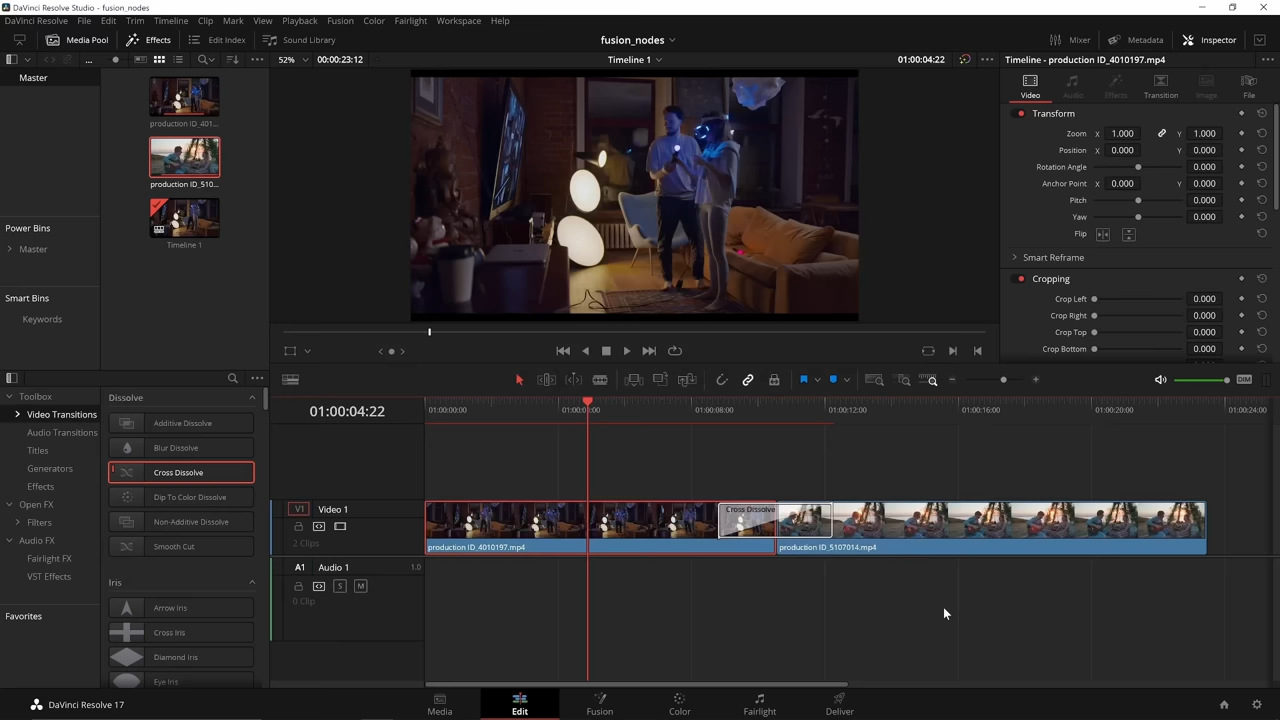 DaVinci Resolve Studio - fusion_nodes
DaVinci Resolve File Edit Trim Timeline Clip Mark View Playback Fusion Color Fairlight Workspace Help
Media Pool Effects Edit Index Sound Library fusion_nodes Mixer Metadata Inspector
... 52% 00:00:23:12 Timeline 1 01:00:04:22 Timeline - production ID_4010197.mp4
Master
production ID_401...
production ID_510...
Timeline 1
Power Bins
Master
Smart Bins
Keywords
Video Audio Effects Transition Image File
Transform
Zoom X 1.000 Y 1.000
Position X 0.000 Y 0.000
Rotation Angle 0.000
Anchor Point X 0.000 Y 0.000
Pitch 0.000
Yaw 0.000
Flip
Smart Reframe
Cropping
Crop Left 0.000
Crop Right 0.000
Crop Top 0.000
Crop Bottom 0.000
DIM
Toolbox
Video Transitions
Audio Transitions
Titles
Generators
Effects
Open FX
Filters
Audio FX
Fairlight FX
VST Effects
Favorites
Dissolve
Additive Dissolve
Blur Dissolve
Cross Dissolve
Dip To Color Dissolve
Non-Additive Dissolve
Smooth Cut
Iris
Arrow Iris
Cross Iris
Diamond Iris
Eye Iris
01:00:04:22 01:00:00:00 01:00:08:00 01:00:12:00 01:00:16:00 01:00:20:00 01:00:24:00
V1 Video 1
2 Clips
Cross Dissolve
production ID_4010197.mp4 production ID_5107014.mp4
A1 Audio 1 1.0
S M
0 Clip
DaVinci Resolve 17
Media Edit Fusion Color Fairlight Deliver